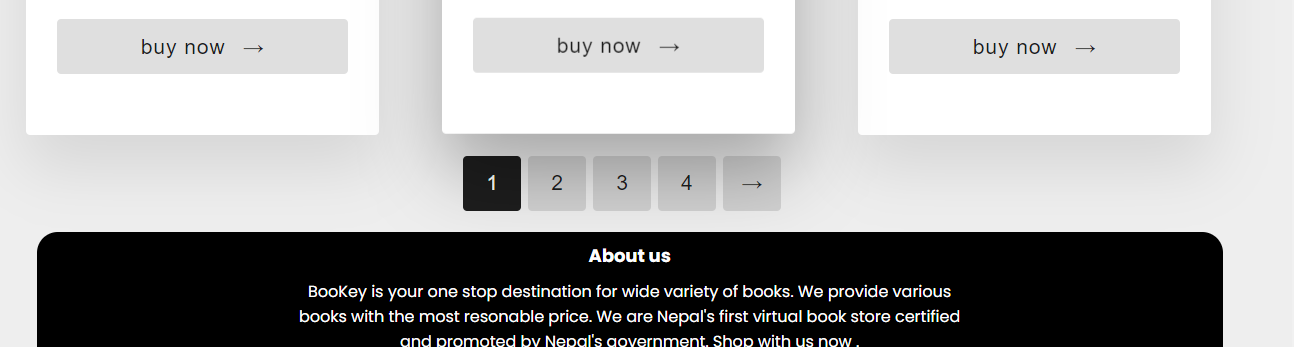 buy now →
buy now →
buy now →
1 2 3 4 →
About us
BooKey is your one stop destination for wide variety of books. We provide various
books with the most resonable price. We are Nepal's first virtual book store certified
and promoted by Nepal's government. Shop with us now .